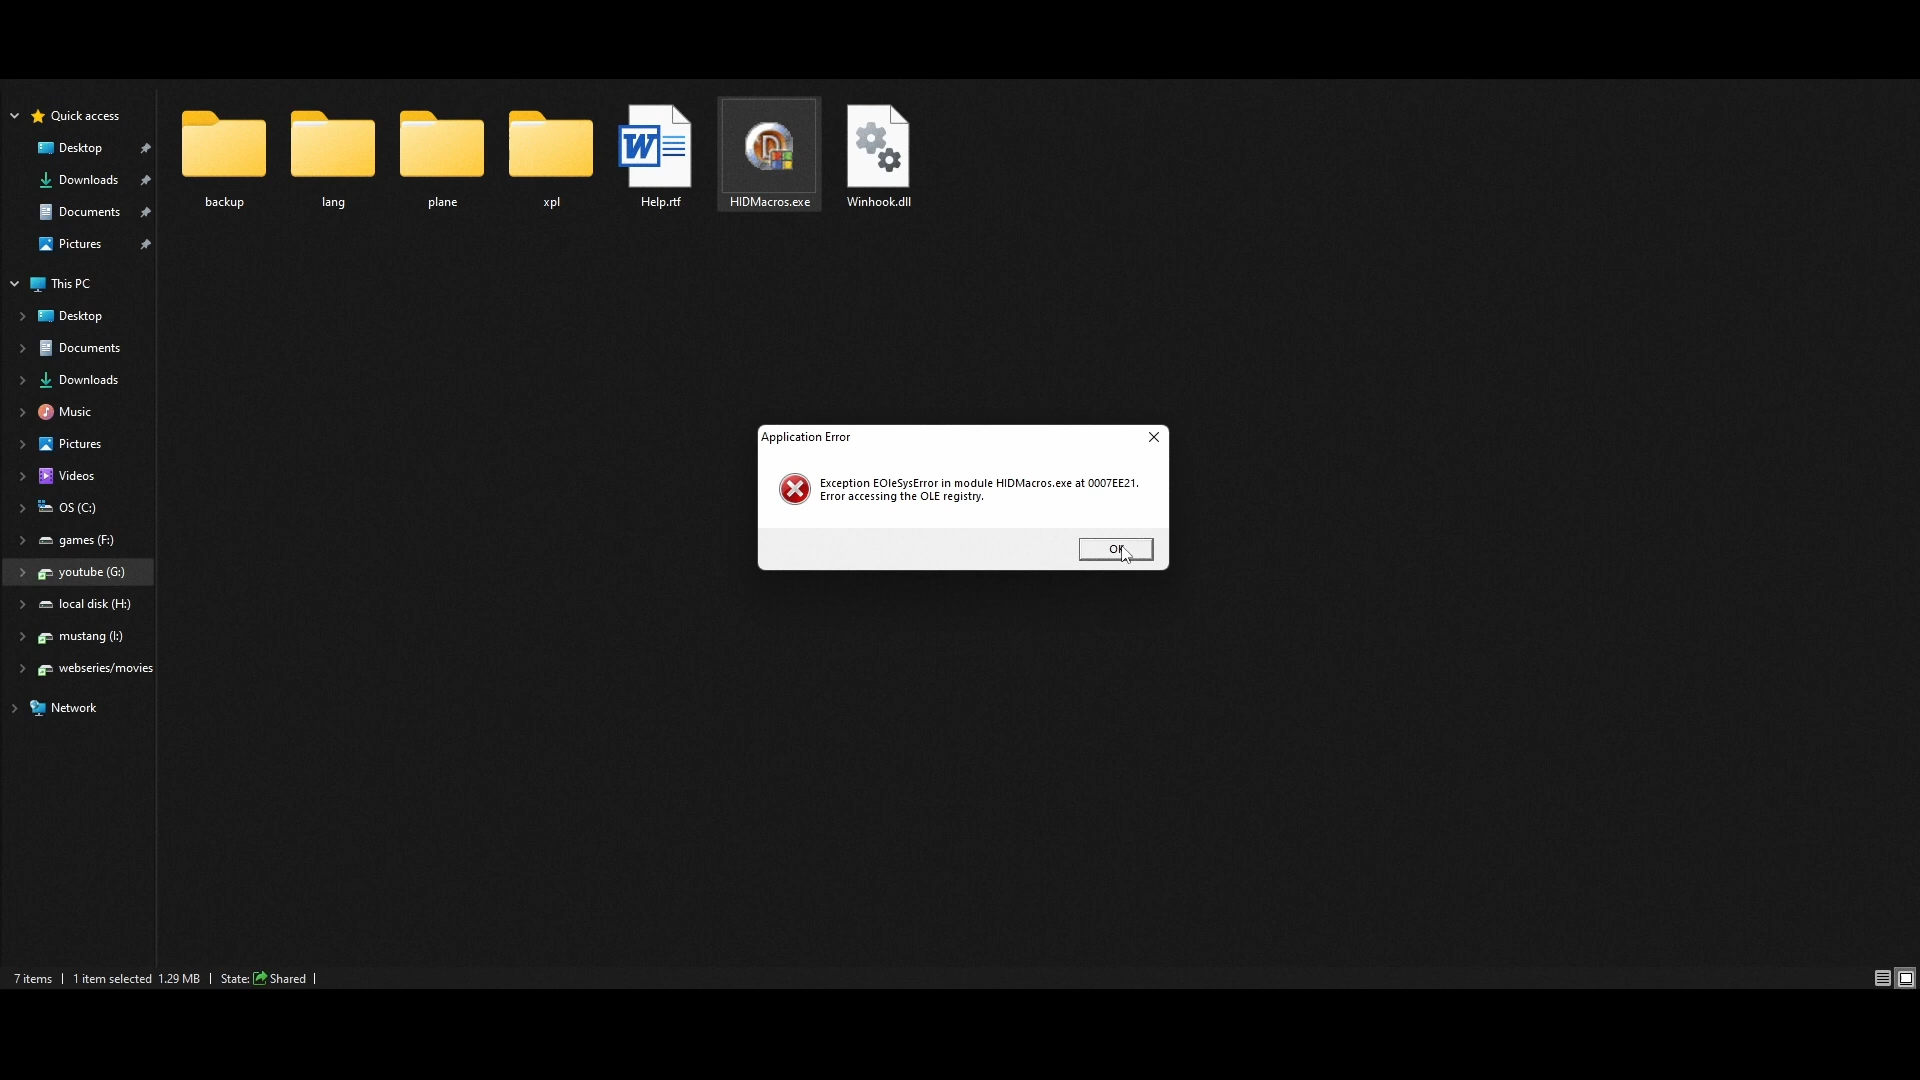 Quick access
Desktop
Downloads
Documents
Pictures
This PC
Desktop
Documents
Downloads
Music
Pictures
Videos
OS (C:)
games (F:)
youtube (G:)
local disk (H:)
mustang (I:)
webseries/movies
Network
backup
lang
plane
xpl
W
Help.rtf
HIDMacros.exe
Winhook.dll
Application Error
Exception EOleSysError in module HIDMacros.exe at 0007EE21.
Error accessing the OLE registry.
OK
7 items | 1 item selected 1.29 MB | State: Shared |